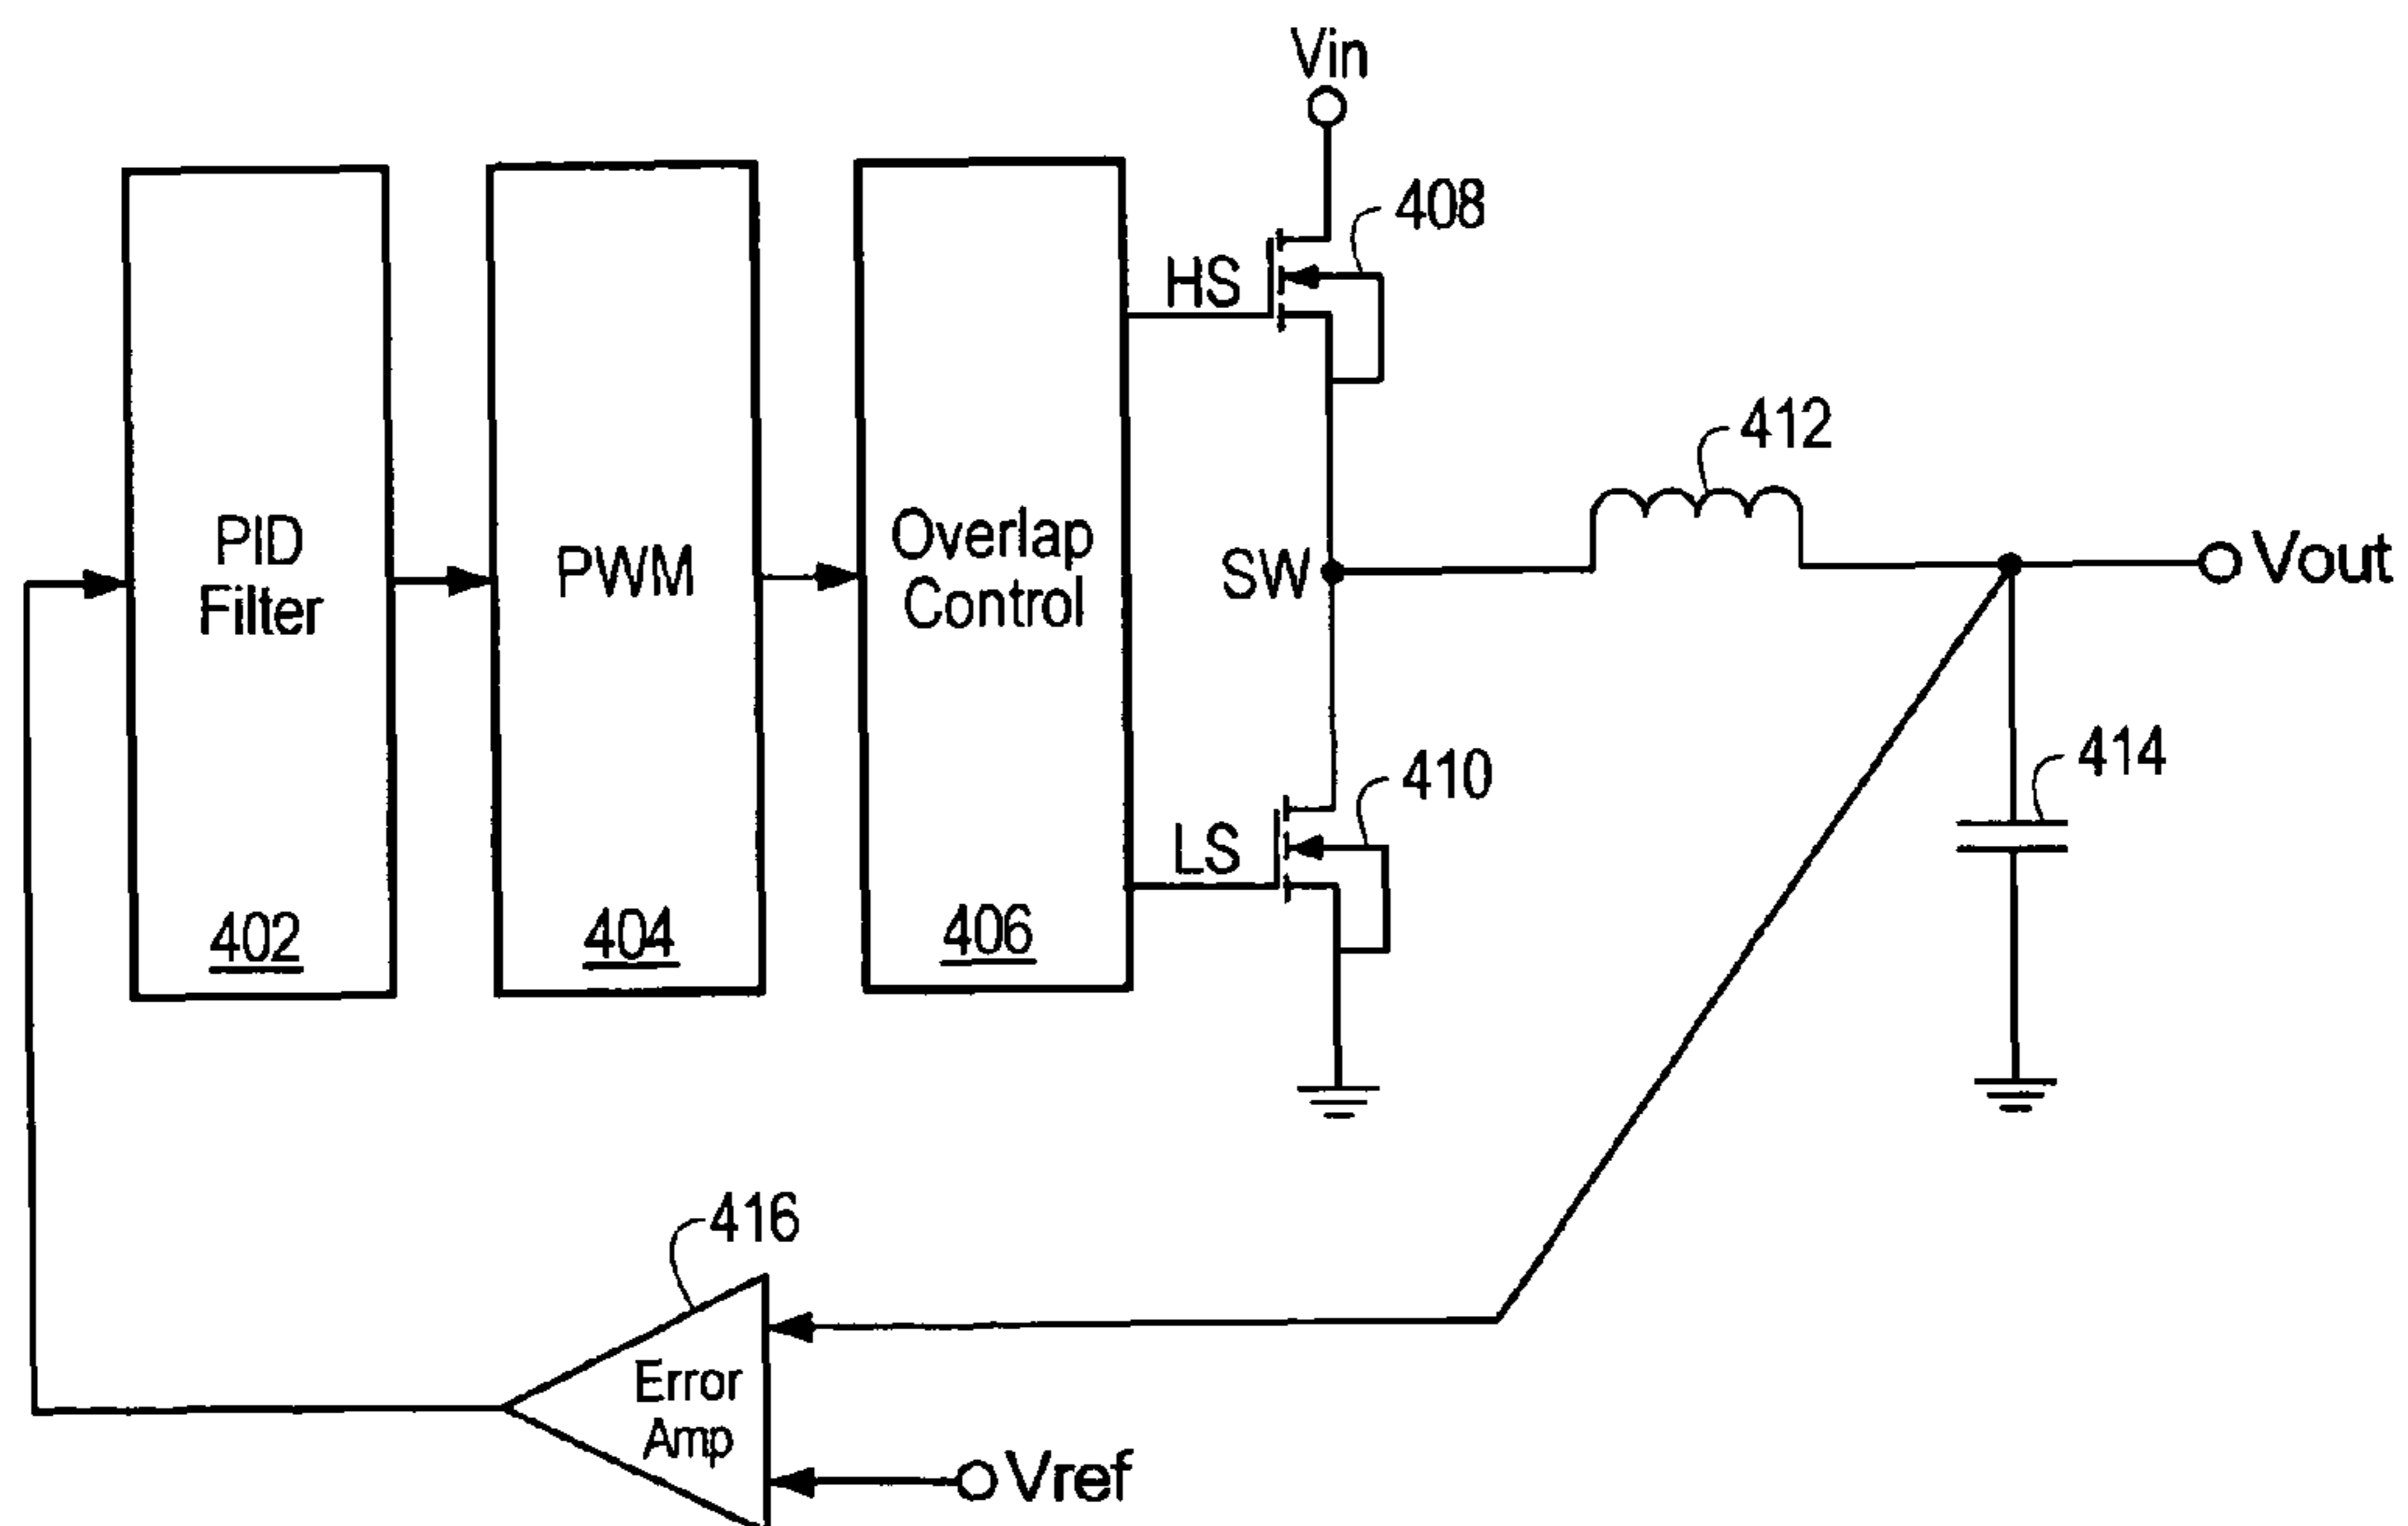 Vin
408
HS
412
PID
Filter
PWM
Overlap
Control
SW
Vout
414
410
LS
402
404
406
416
Error
Amp
Vref